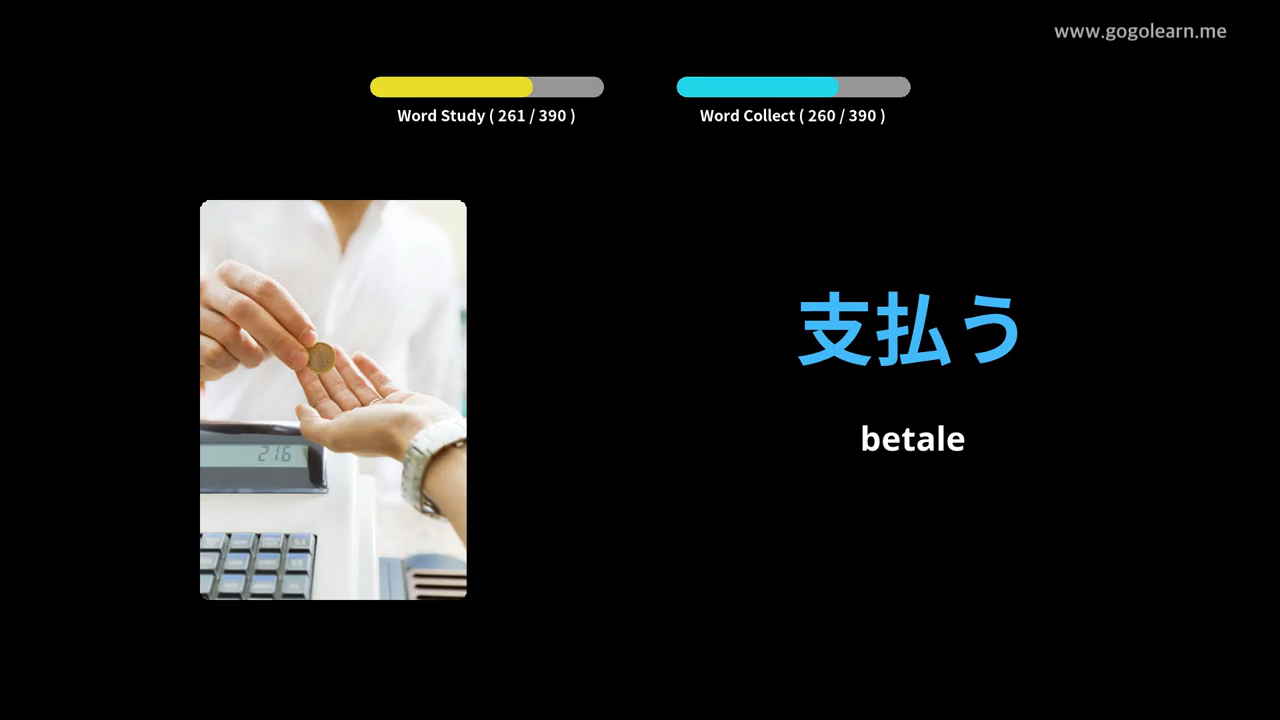 www.gogolearn.me
Word Study ( 261 / 390 )
Word Collect ( 260 / 390 )
支払う
betale
216